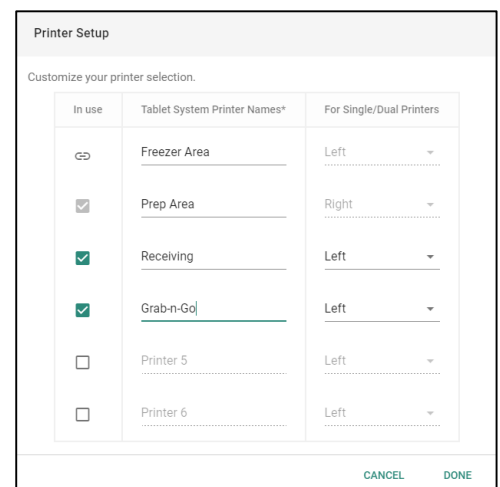 Printer Setup
Customize your printer selection.
In use Tablet System Printer Names* For Single/Dual Printers
Freezer Area Left
Prep Area Right
Receiving Left
Grab-n-Go Left
Printer 5 Left
Printer 6 Left
CANCEL DONE